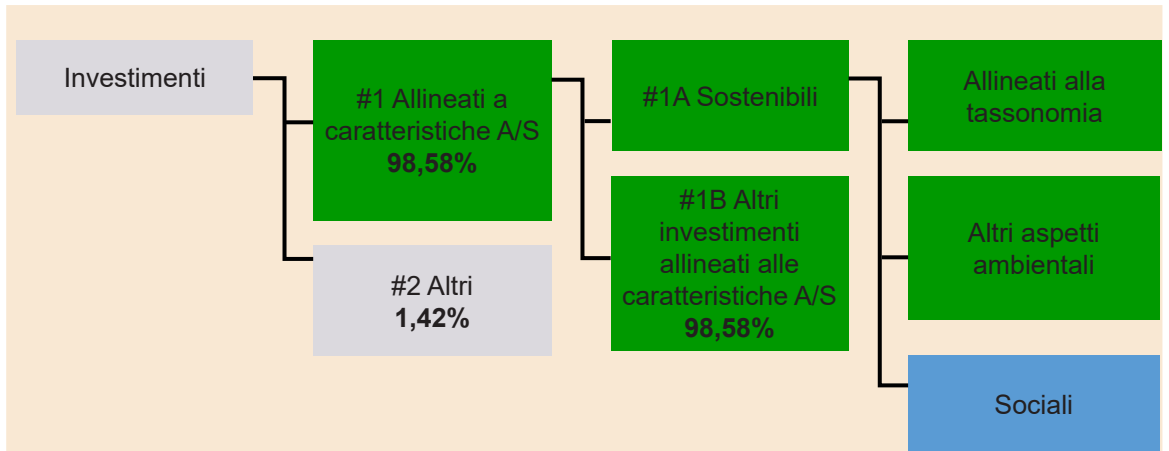 Investimenti
#1 Allineati a
caratteristiche A/S
98,58%
#2 Altri
1,42%
#1A Sostenibili
#1B Altri
investimenti
allineati alle
caratteristiche A/S
98,58%
Allineati alla
tassonomia
Altri aspetti
ambientali
Sociali